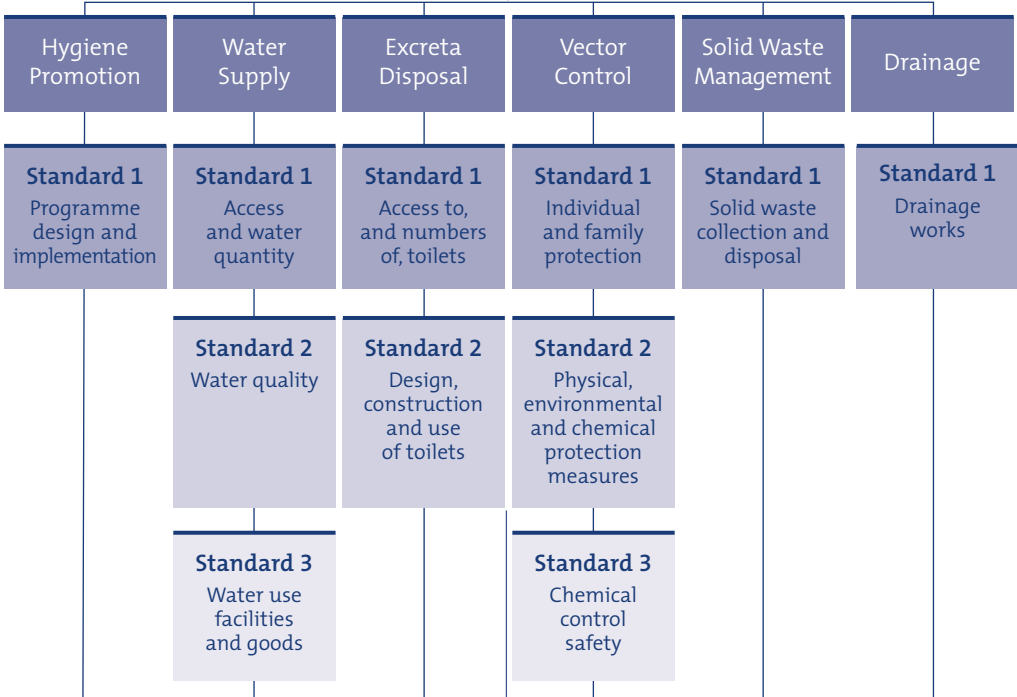 Hygiene
Promotion
Water
Supply
Excreta
Disposal
Vector
Control
Solid Waste
Management
Drainage
Standard 1
Programme
design and
implementation
Standard 1
Access
and water
quantity
Standard 1
Access to,
and numbers
of, toilets
Standard 1
Individual
and family
protection
Standard 1
Solid waste
collection and
disposal
Standard 1
Drainage
works
Standard 2
Water quality
Standard 2
Design,
construction
and use
of toilets
Standard 2
Physical,
environmental
and chemical
protection
measures
Standard 3
Water use
facilities
and goods
Standard 3
Chemical
control
safety